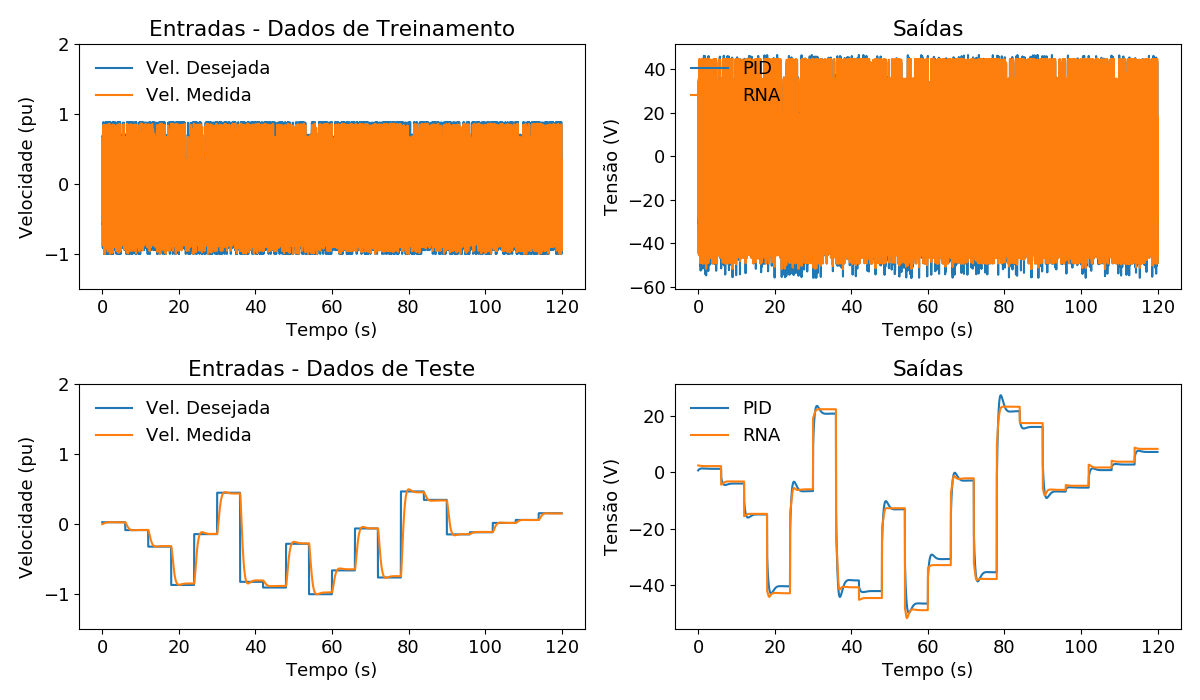 Entradas - Dados de Treinamento
Vel. Desejada
Vel. Medida
Velocidade (pu)
2
1
0
−1
0 20 40 60 80 100 120
Tempo (s)
Saídas
PID
RNA
Tensão (V)
40
20
0
−20
−40
−60
0 20 40 60 80 100 120
Tempo (s)
Entradas - Dados de Teste
Vel. Desejada
Vel. Medida
Velocidade (pu)
2
1
0
−1
0 20 40 60 80 100 120
Tempo (s)
Saídas
PID
RNA
Tensão (V)
20
0
−20
−40
0 20 40 60 80 100 120
Tempo (s)